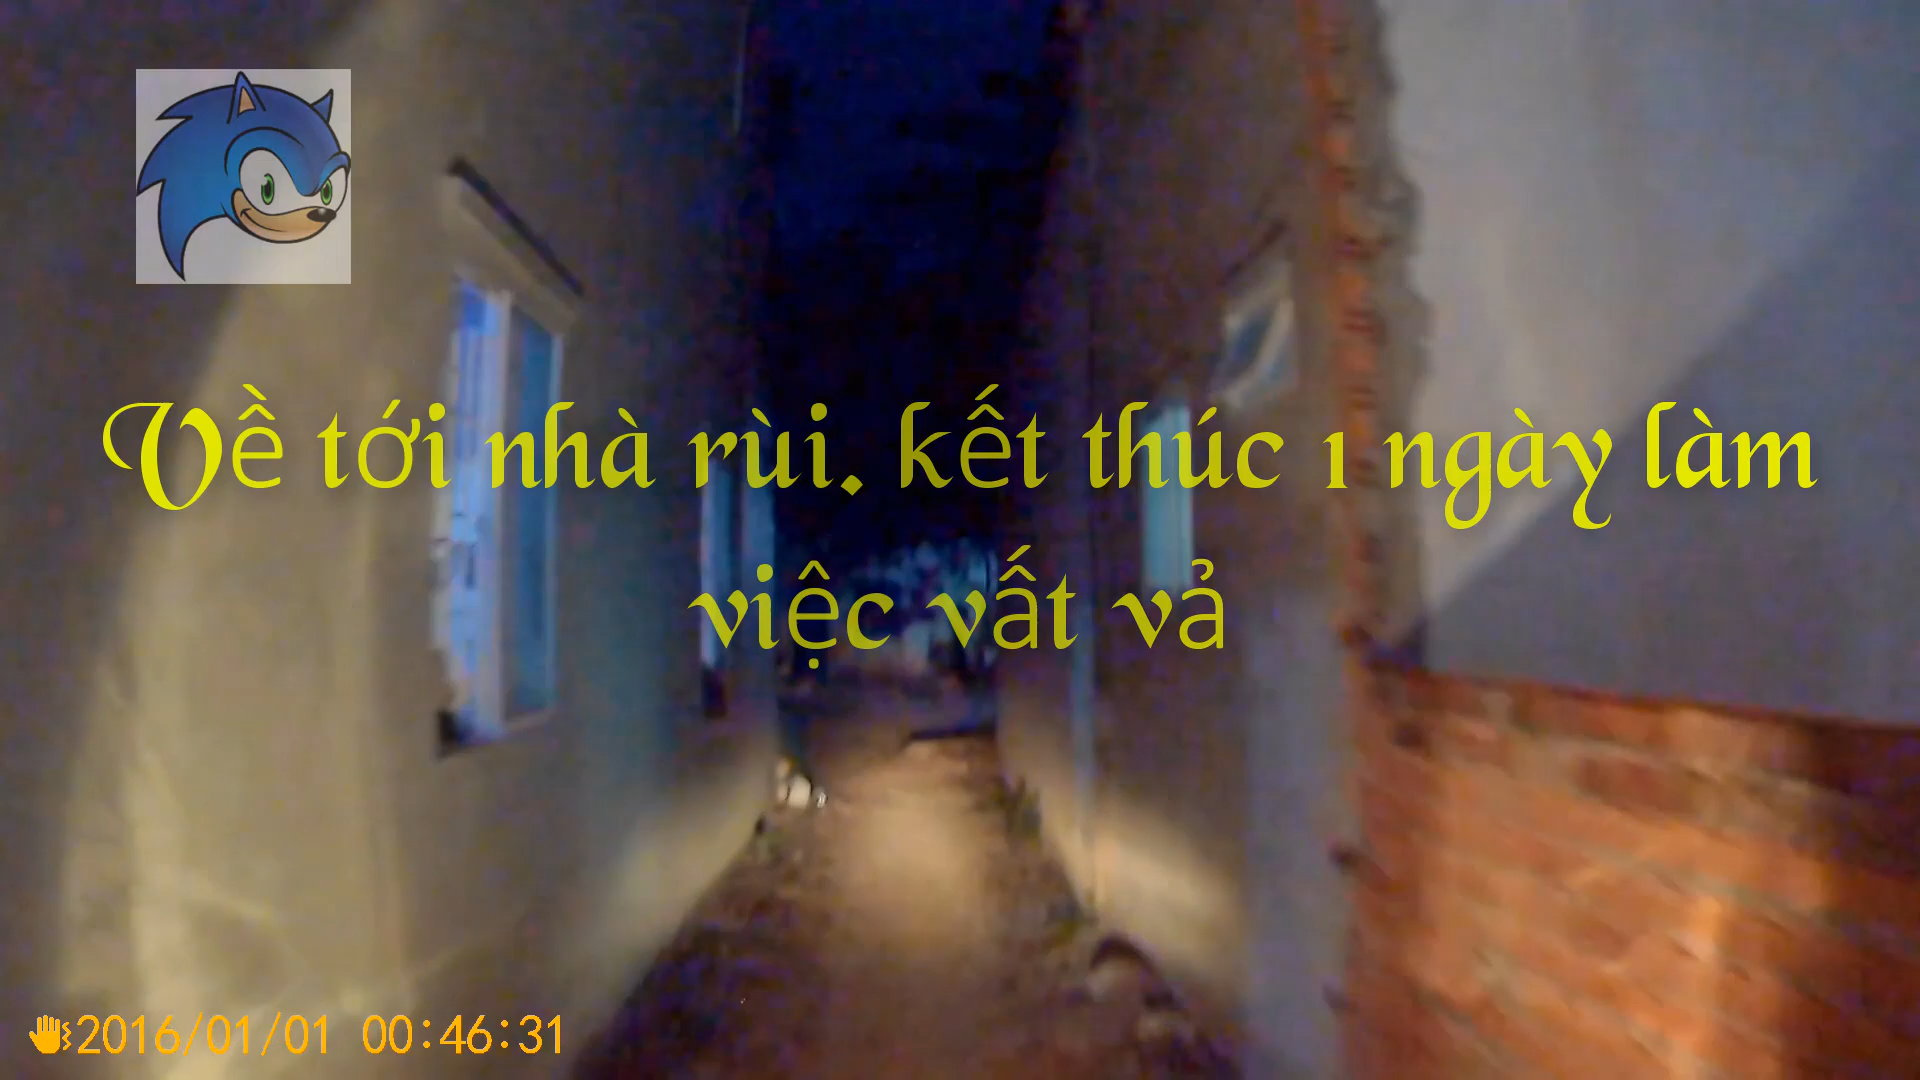 Về tới nhà rùi. kết thúc 1 ngày làm
việc vất vả
2016/01/01 00:46:31